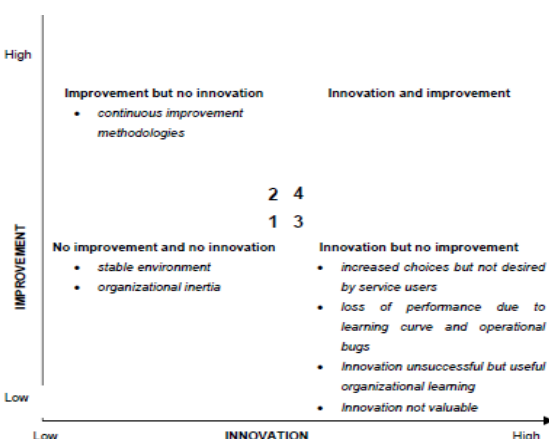 High
Improvement but no innovation
• continuous improvement
methodologies
Innovation and improvement
2 4
1 3
No improvement and no innovation
• stable environment
• organizational inertia
Innovation but no improvement
• increased choices but not desired
by service users
• loss of performance due to
learning curve and operational
bugs
• Innovation unsuccessful but useful
organizational learning
• Innovation not valuable
IMPROVEMENT
Low
Low
INNOVATION
High